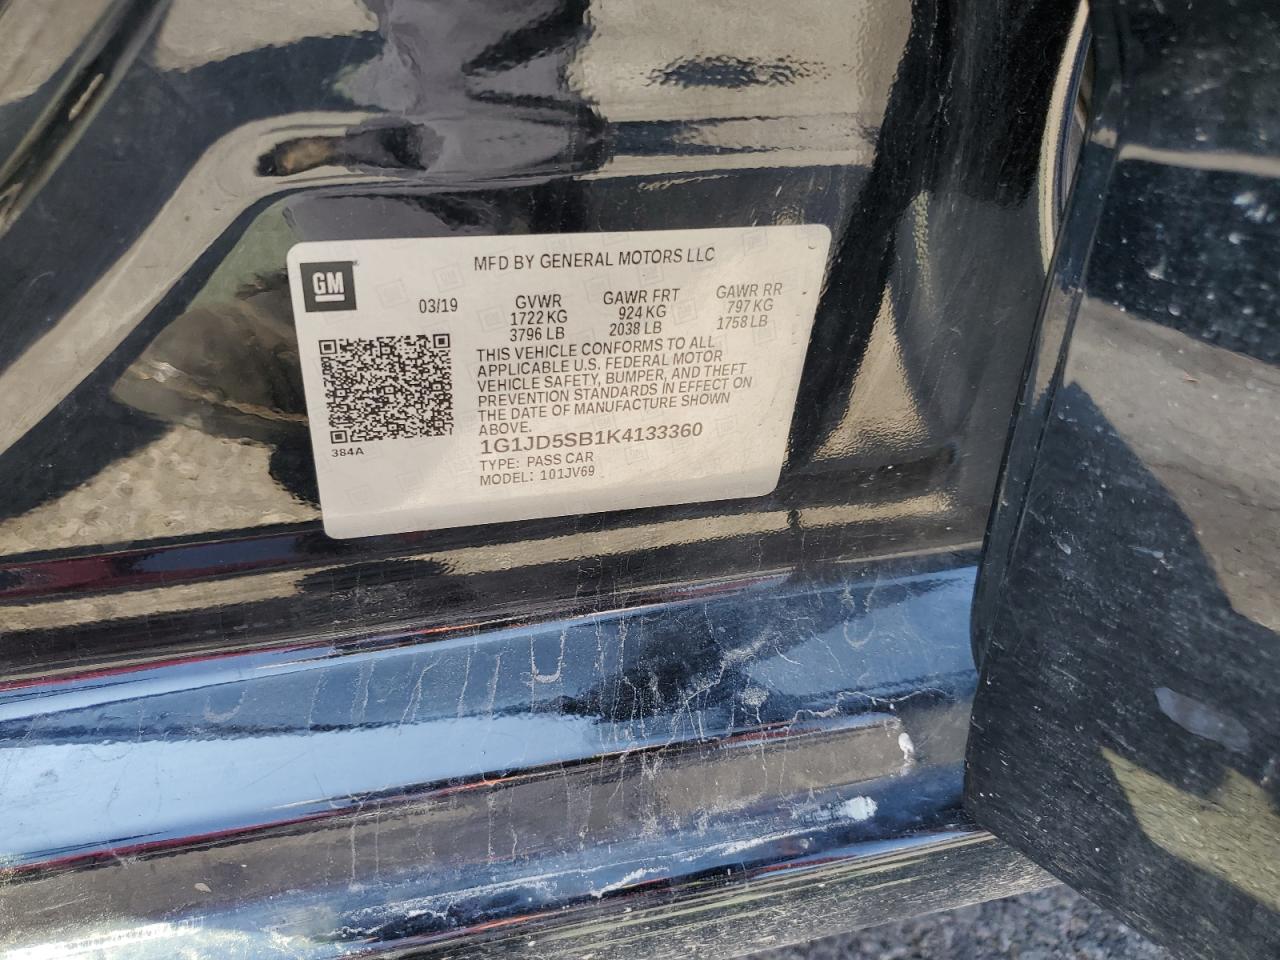 GM
MFD BY GENERAL MOTORS LLC
03/19 GVWR GAWR FRT GAWR RR
1722 KG 924 KG 797 KG
3796 LB 2038 LB 1758 LB
THIS VEHICLE CONFORMS TO ALL
APPLICABLE U.S. FEDERAL MOTOR
VEHICLE SAFETY, BUMPER, AND THEFT
PREVENTION STANDARDS IN EFFECT ON
THE DATE OF MANUFACTURE SHOWN
ABOVE.
1G1JD5SB1K4133360
TYPE: PASS CAR
MODEL: 101JV69
384A